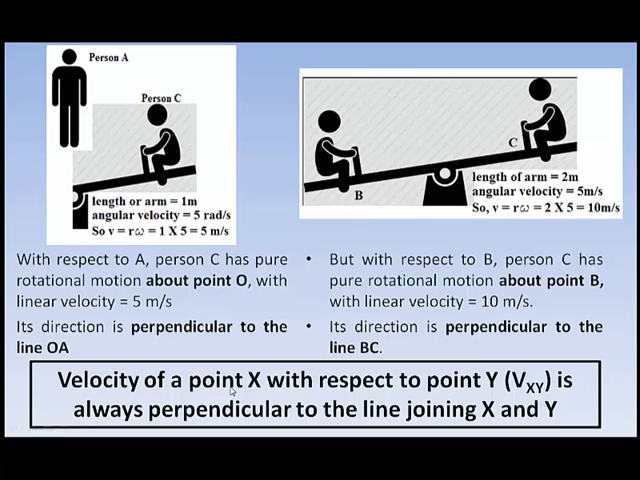 Person A
Person C
length or arm = 1m
angular velocity = 5 rad/s
So v = rω = 1 X 5 = 5 m/s
C
B
length of arm = 2m
angular velocity = 5m/s
So, v = rω = 2 X 5 = 10m/s
With respect to A, person C has pure
rotational motion about point O, with
linear velocity = 5 m/s
Its direction is perpendicular to the
line OA
• But with respect to B, person C has
pure rotational motion about point B,
with linear velocity = 10 m/s.
• Its direction is perpendicular to the
line BC.
Velocity of a point X with respect to point Y (VXY) is
always perpendicular to the line joining X and Y